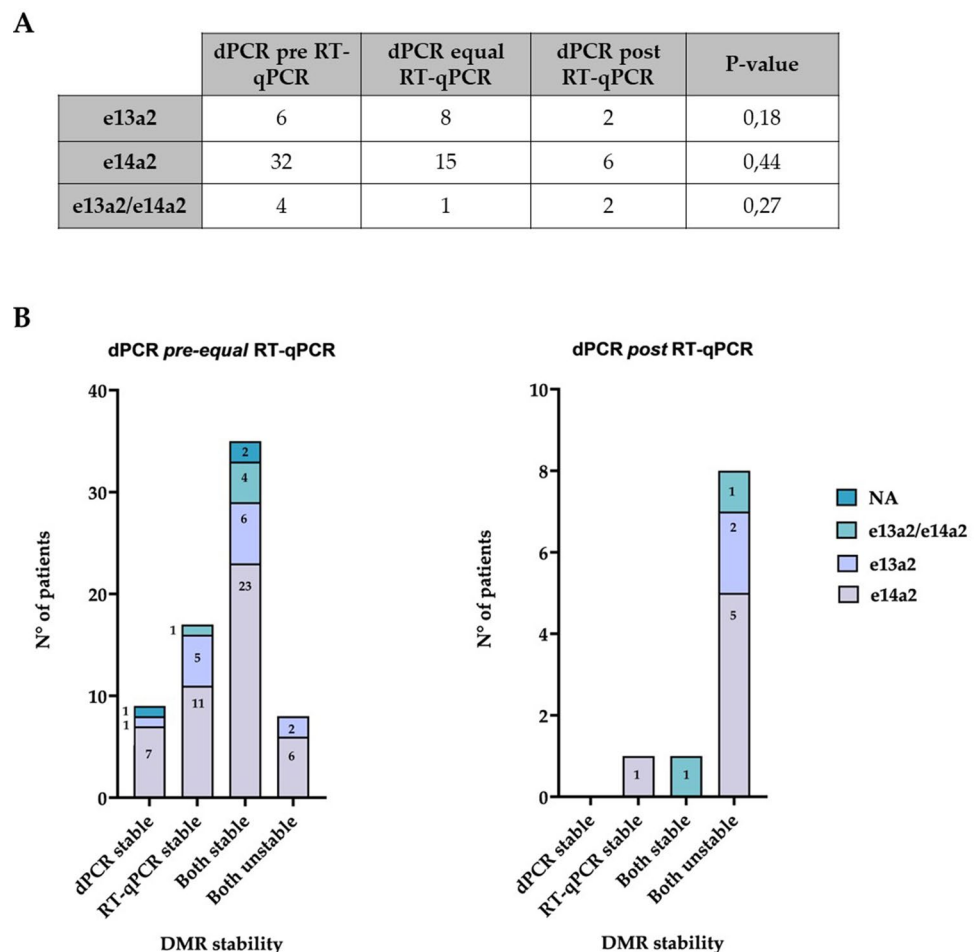 A
dPCR pre RT-
qPCR
dPCR equal
RT-qPCR
dPCR post
RT-qPCR
P-value
e13a2 6 8 2 0,18
e14a2 32 15 6 0,44
e13a2/e14a2 4 1 2 0,27
B
dPCR pre-equal RT-qPCR
N° of patients
40
30
20
10
0
1
1
7
1
5
11
2
4
6
23
2
6
dPCR stable
RT-qPCR stable
Both stable
Both unstable
DMR stability
dPCR post RT-qPCR
N° of patients
10
8
6
4
2
0
1
1
1
2
5
dPCR stable
RT-qPCR stable
Both stable
Both unstable
DMR stability
NA
e13a2/e14a2
e13a2
e14a2